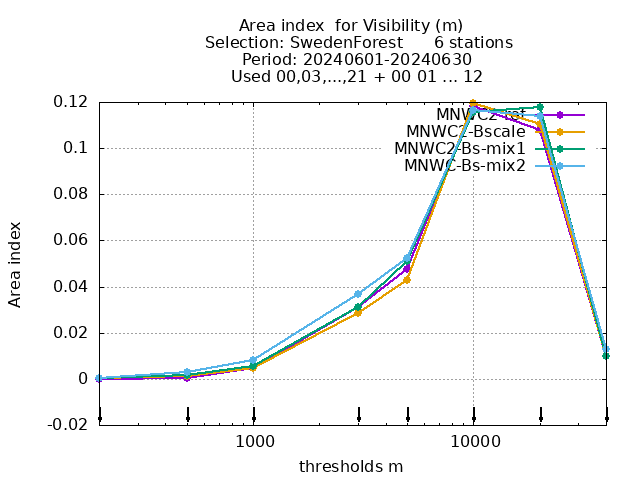 Area index  for Visibility (m)
Selection: SwedenForest      6 stations
Period: 20240601-20240630
Used 00,03,...,21 + 00 01 ... 12
0.12
0.1
0.08
0.06
0.04
0.02
0
-0.02
Area index
MNWC2-Bscale
MNWC2-Bs-mix1
MNWC-Bs-mix2
1000
10000
thresholds m